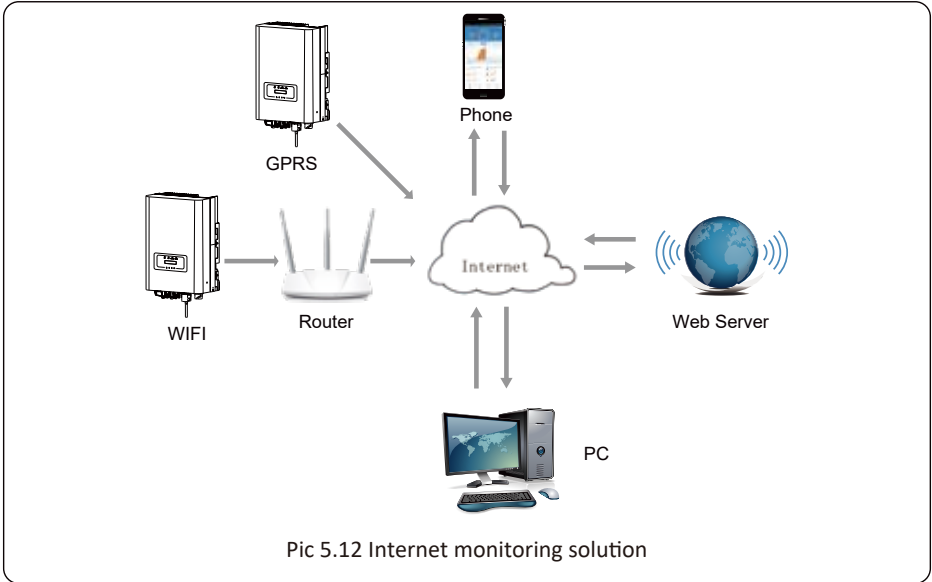 Phone
GPRS
Internet
WIFI
Router
Web Server
PC
Pic 5.12 Internet monitoring solution